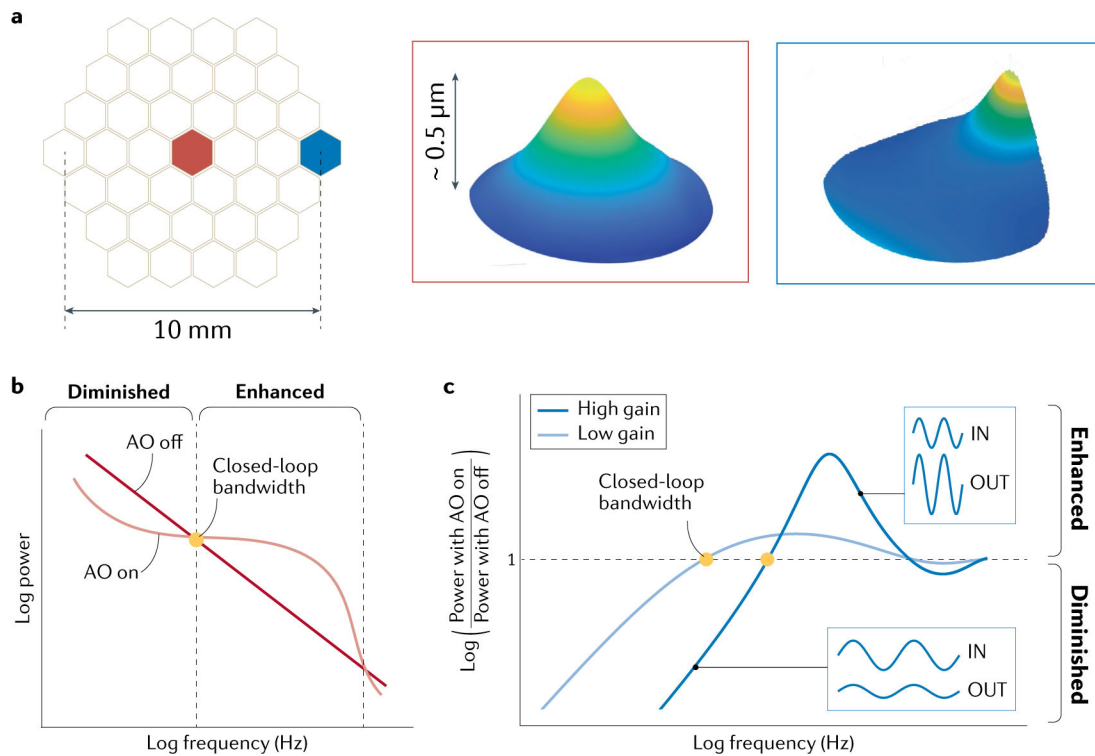 a
10 mm
~ 0.5 μm
b
Diminished
Enhanced
AO off
Closed-loop
bandwidth
AO on
Log power
Log frequency (Hz)
c
High gain
Low gain
Closed-loop
bandwidth
Log (Power with AO on / Power with AO off)
1
IN
OUT
IN
OUT
Enhanced
Diminished
Log frequency (Hz)